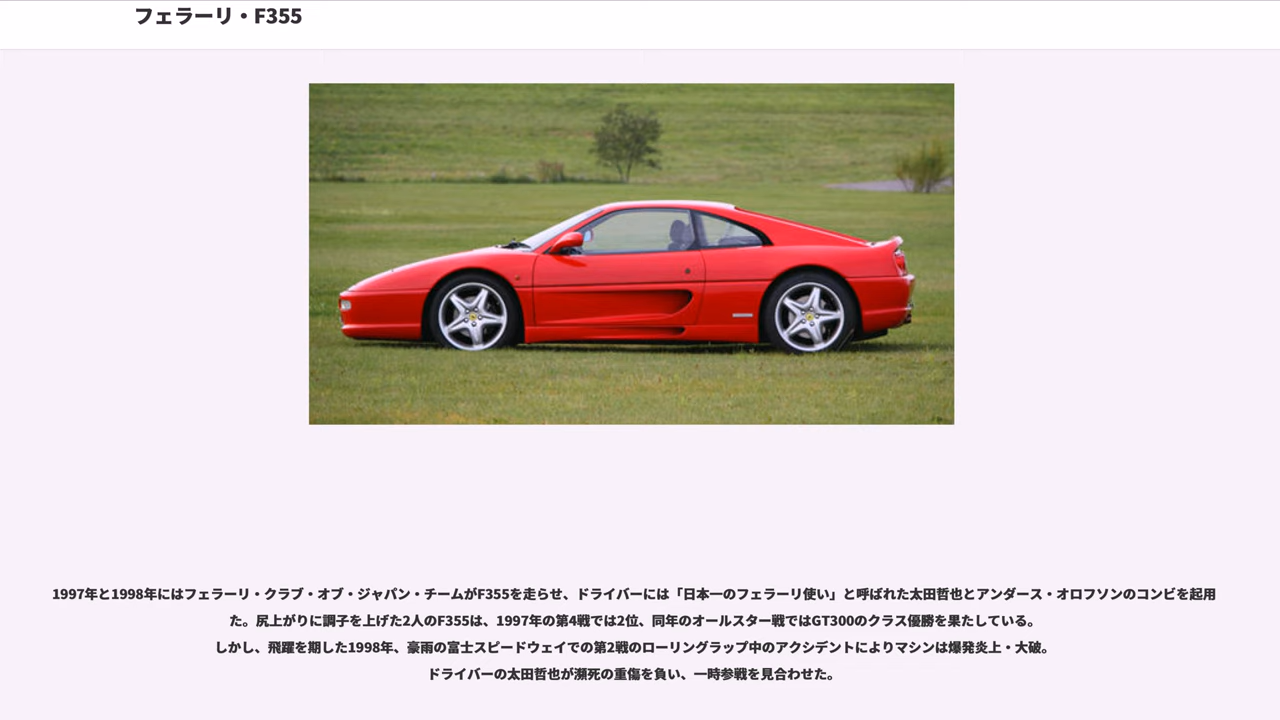 フェラーリ・F355
1997年と1998年にはフェラーリ・クラブ・オブ・ジャパン・チームがF355を走らせ、ドライバーには「日本一のフェラーリ使い」と呼ばれた太田哲也とアンダース・オロフソンのコンビを起用
た。尻上がりに調子を上げた2人のF355は、1997年の第4戦では2位、同年のオールスター戦ではGT300のクラス優勝を果たしている。
しかし、飛躍を期した1998年、豪雨の富士スピードウェイでの第2戦のローリングラップ中のアクシデントによりマシンは爆発炎上・大破。
ドライバーの太田哲也が瀕死の重傷を負い、一時参戦を見合わせた。